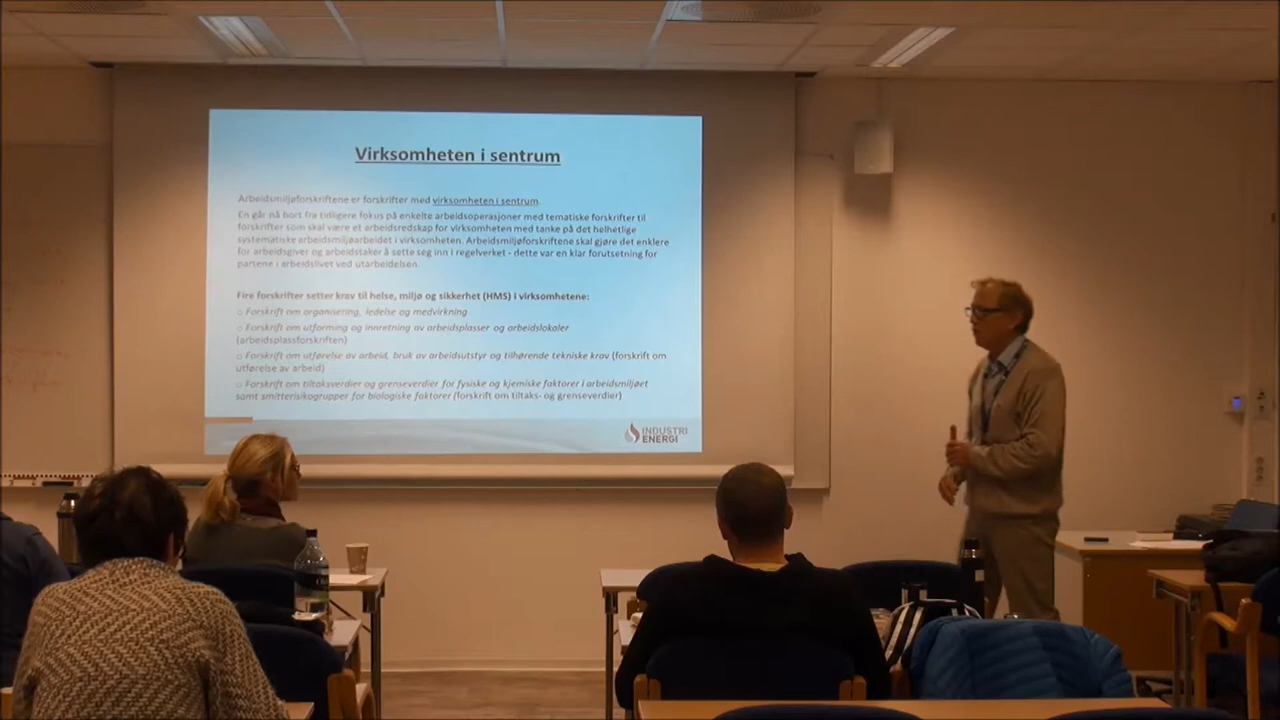 Virksomheten i sentrum
Arbeidsmiljøforskriftene er forskrifter med virksomheten i sentrum
En går nå bort fra tidligere fokus på enkelte arbeidsoperasjoner med tematiske forskrifter til
forskrifter som skal være et arbeidsredskap for virksomheten med tanke på det helhetlige
systematiske arbeidsmiljøarbeidet i virksomheten. Arbeidsmiljøforskriftene skal gjøre det enklere
for arbeidsgiver og arbeidstaker å sette seg inn i regelverket - dette var en klar forutsetning for
partene i arbeidslivet ved utarbeidelsen.
Fire forskrifter setter krav til helse, miljø og sikkerhet (HMS) i virksomhetene:
o Forskrift om organisering, ledelse og medvirkning
o Forskrift om utforming og innretning av arbeidsplasser og arbeidslokaler
(arbeidsplassforskriften)
o Forskrift om utførelse av arbeid, bruk av arbeidsutstyr og tilhørende tekniske krav (forskrift om
utførelse av arbeid)
o Forskrift om tiltaksverdier og grenseverdier for fysiske og kjemiske faktorer i arbeidsmiljøet
samt smitterisikogrupper for biologiske faktorer (forskrift om tiltaks- og grenseverdier)
INDUSTRI
ENERGI